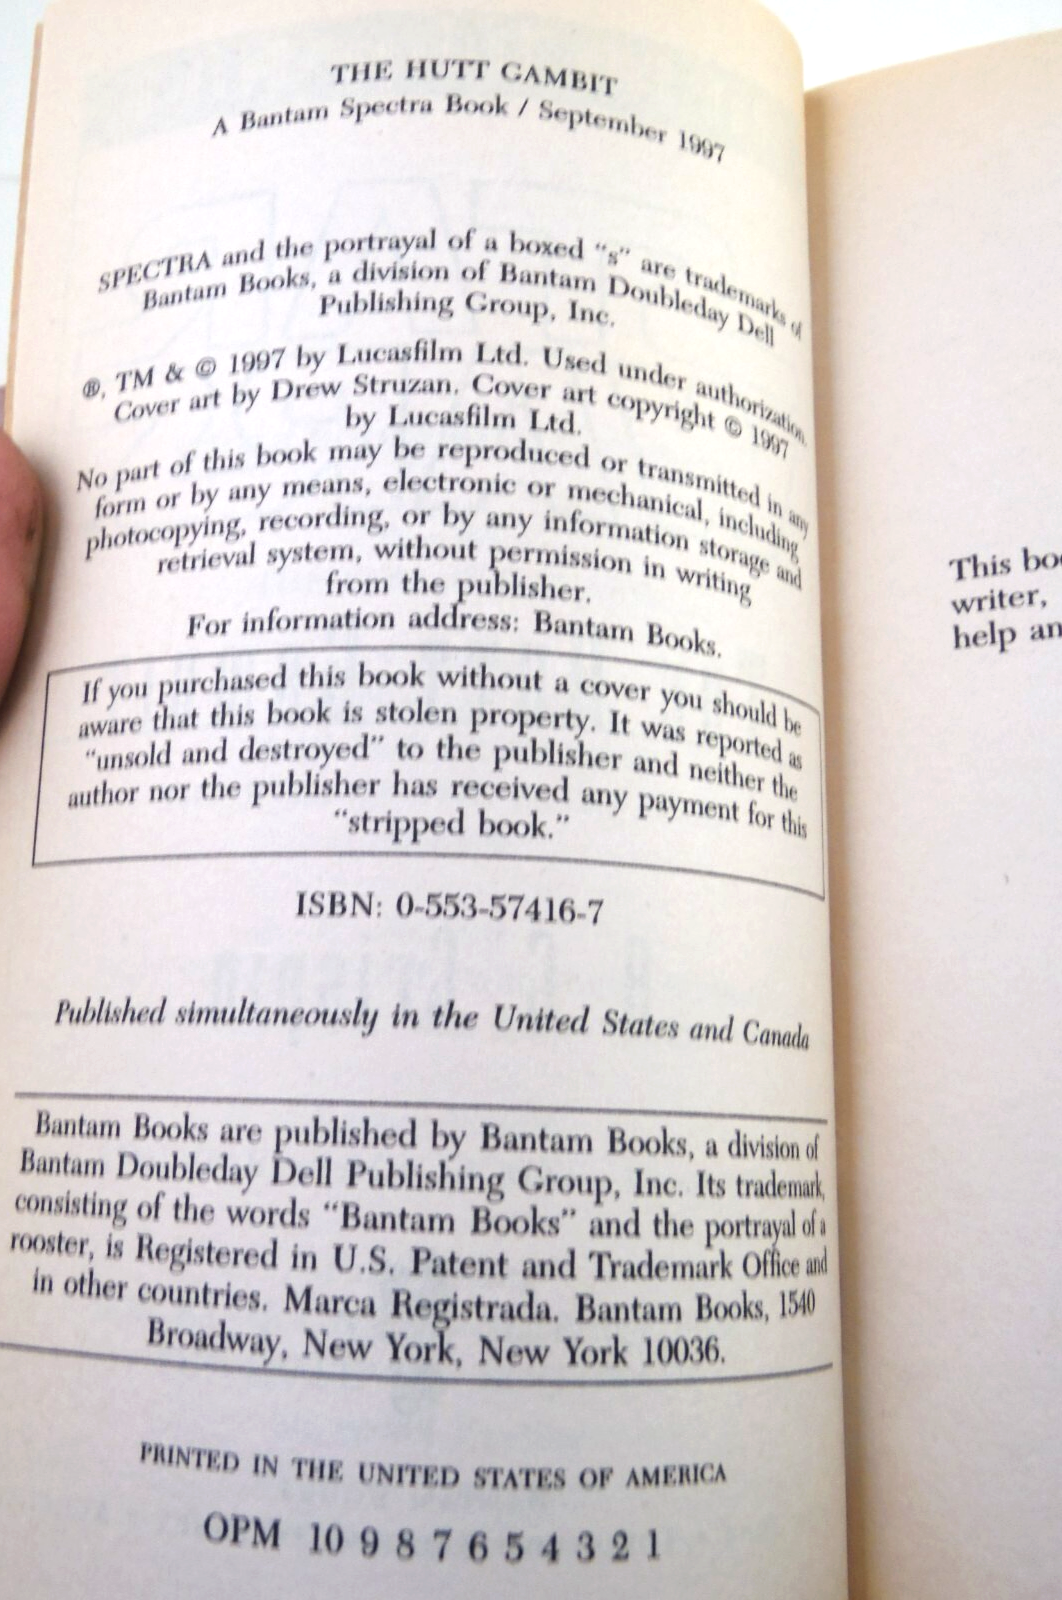 THE HUTT GAMBIT
A Bantam Spectra Book / September 1997
SPECTRA and the portrayal of a boxed “s” are trademarks of
Bantam Books, a division of Bantam Doubleday Dell
Publishing Group, Inc.
®, TM & © 1997 by Lucasfilm Ltd. Used under authorization.
Cover art by Drew Struzan. Cover art copyright © 1997
by Lucasfilm Ltd.
No part of this book may be reproduced or transmitted in any
form or by any means, electronic or mechanical, including
photocopying, recording, or by any information storage and
retrieval system, without permission in writing
from the publisher.
For information address: Bantam Books.
If you purchased this book without a cover you should be
aware that this book is stolen property. It was reported as
“unsold and destroyed” to the publisher and neither the
author nor the publisher has received any payment for this
“stripped book.”
ISBN: 0-553-57416-7
Published simultaneously in the United States and Canada
Bantam Books are published by Bantam Books, a division of
Bantam Doubleday Dell Publishing Group, Inc. Its trademark,
consisting of the words “Bantam Books” and the portrayal of a
rooster, is Registered in U.S. Patent and Trademark Office and
in other countries. Marca Registrada. Bantam Books, 1540
Broadway, New York, New York 10036.
PRINTED IN THE UNITED STATES OF AMERICA
OPM 10 9 8 7 6 5 4 3 2 1
This
writer,
help